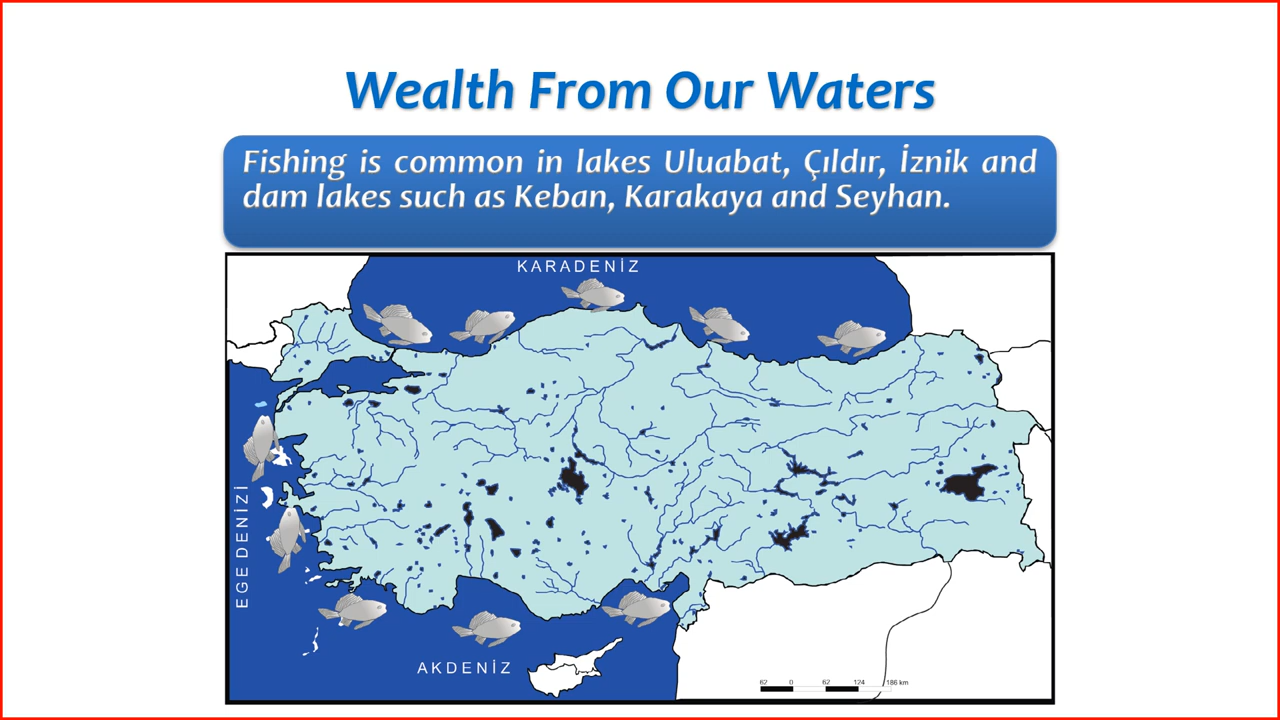 Wealth From Our Waters
Fishing is common in lakes Uluabat, Çıldır, İznik and
dam lakes such as Keban, Karakaya and Seyhan.
KARADENİZ
EGE DENİZİ
AKDENİZ
62 0 62 124 186 km